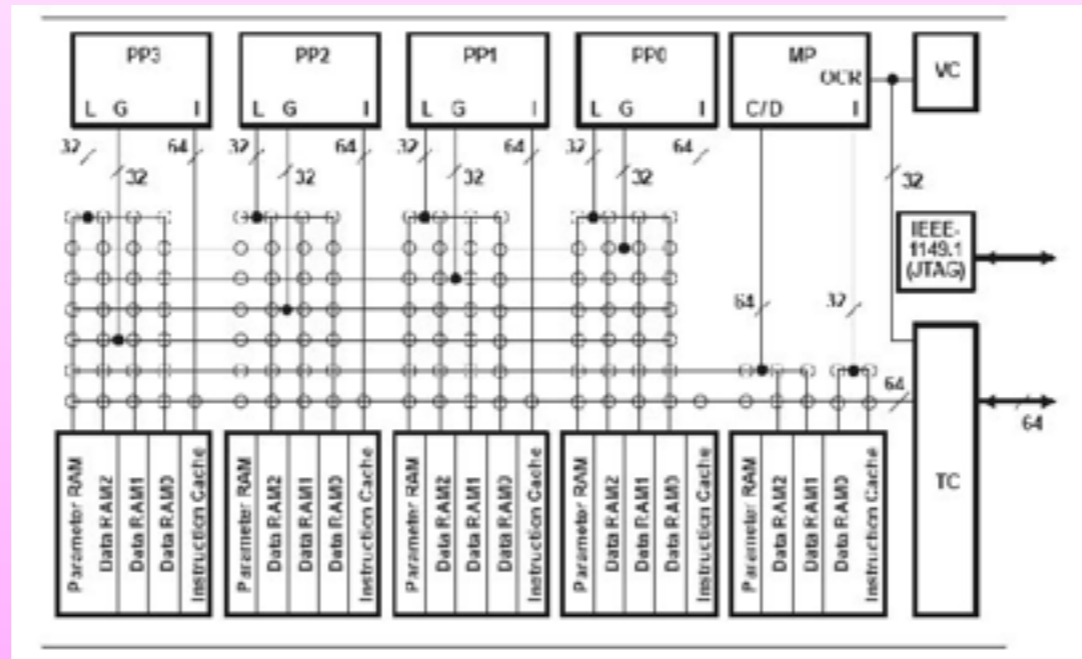 PP3
PP2
PP1
PP0
MP
VC
OCR
L G I
L G I
L G I
L G I
C/D I
32
64
32
64
32
64
32
64
32
32
32
32
32
IEEE-
1149.1
(JTAG)
64
32
64
64
TC
Parameter RAM
Data RAM2
Data RAM1
Data RAM0
Instruction Cache
Parameter RAM
Data RAM2
Data RAM1
Data RAM0
Instruction Cache
Parameter RAM
Data RAM2
Data RAM1
Data RAM0
Instruction Cache
Parameter RAM
Data RAM2
Data RAM1
Data RAM0
Instruction Cache
Parameter RAM
Data RAM2
Data RAM1
Data RAM0
Instruction Cache